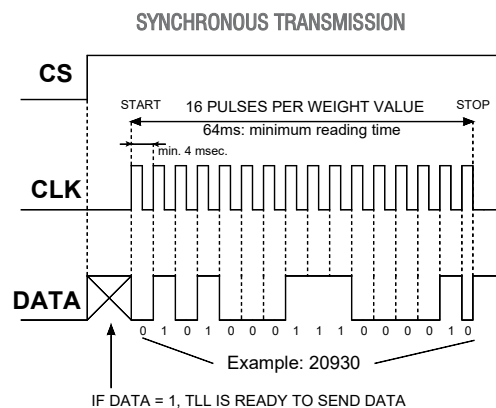 SYNCHRONOUS TRANSMISSION
CS
START 16 PULSES PER WEIGHT VALUE STOP
64ms: minimum reading time
min. 4 msec.
CLK
DATA
0 1 0 1 0 0 0 1 1 1 0 0 0 0 1 0
Example: 20930
IF DATA = 1, TLL IS READY TO SEND DATA